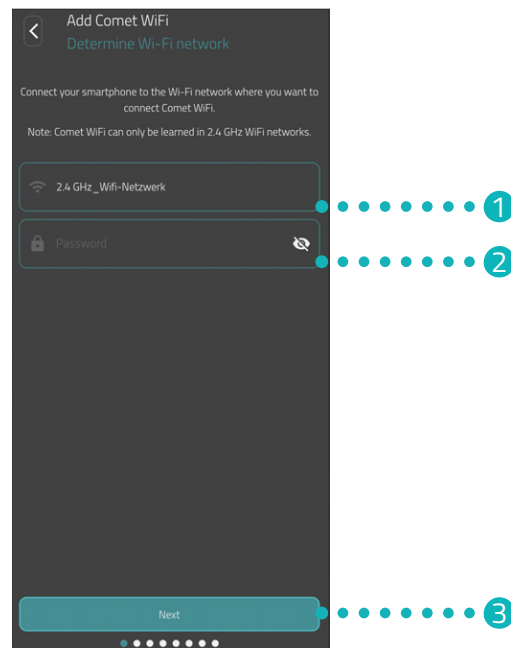 Add Comet WiFi
Determine Wi-Fi network
Connect your smartphone to the Wi-Fi network where you want to
connect Comet WiFi.
Note: Comet WiFi can only be learned in 2.4 GHz WiFi networks.
2.4 GHz_Wifi-Netzwerk
1
Password
2
Next
3